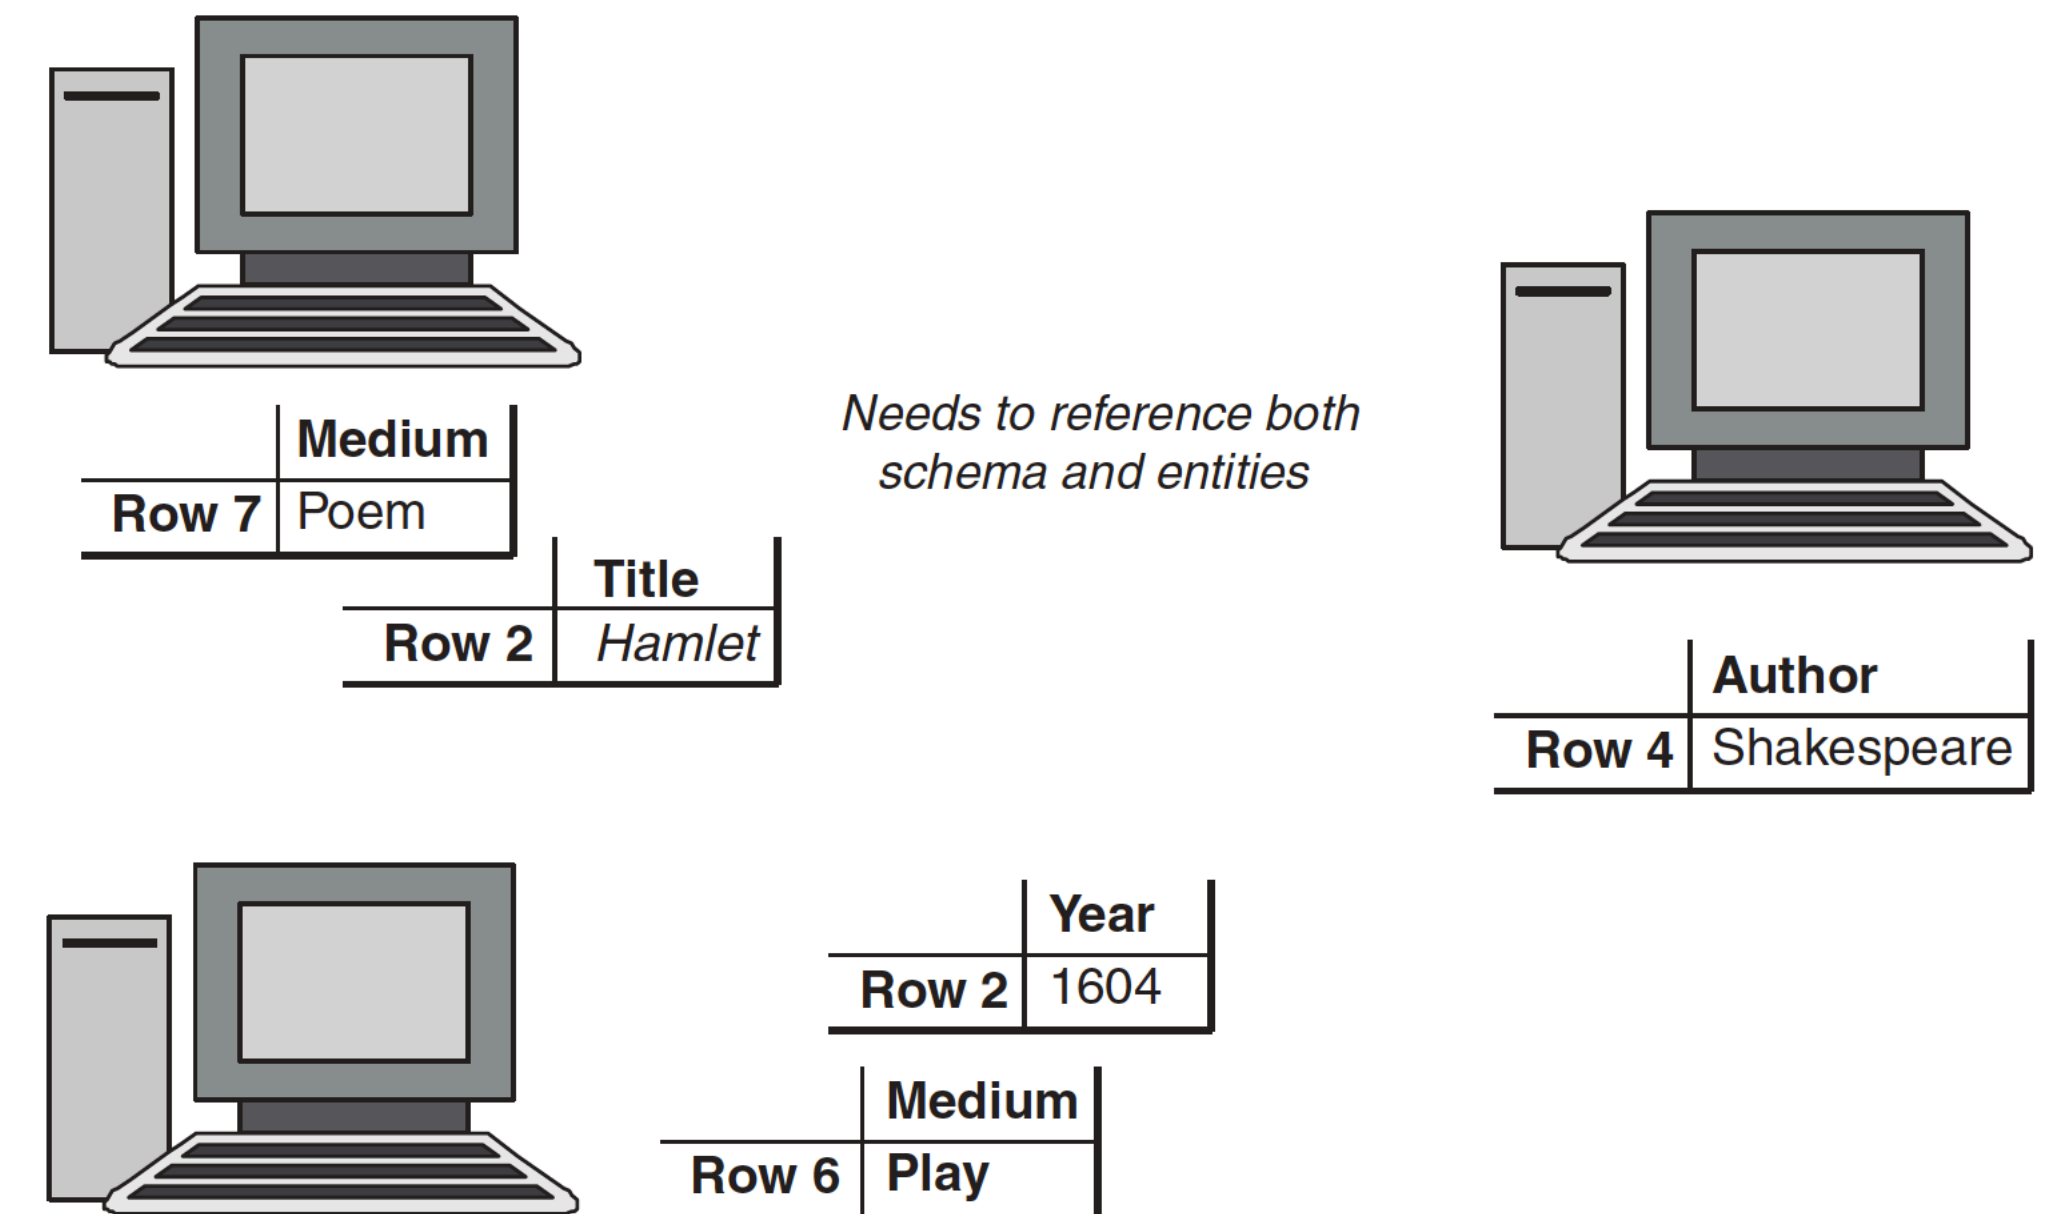 Medium
Row 7 Poem
Needs to reference both
schema and entities
Title
Row 2 Hamlet
Author
Row 4 Shakespeare
Year
Row 2 1604
Medium
Row 6 Play